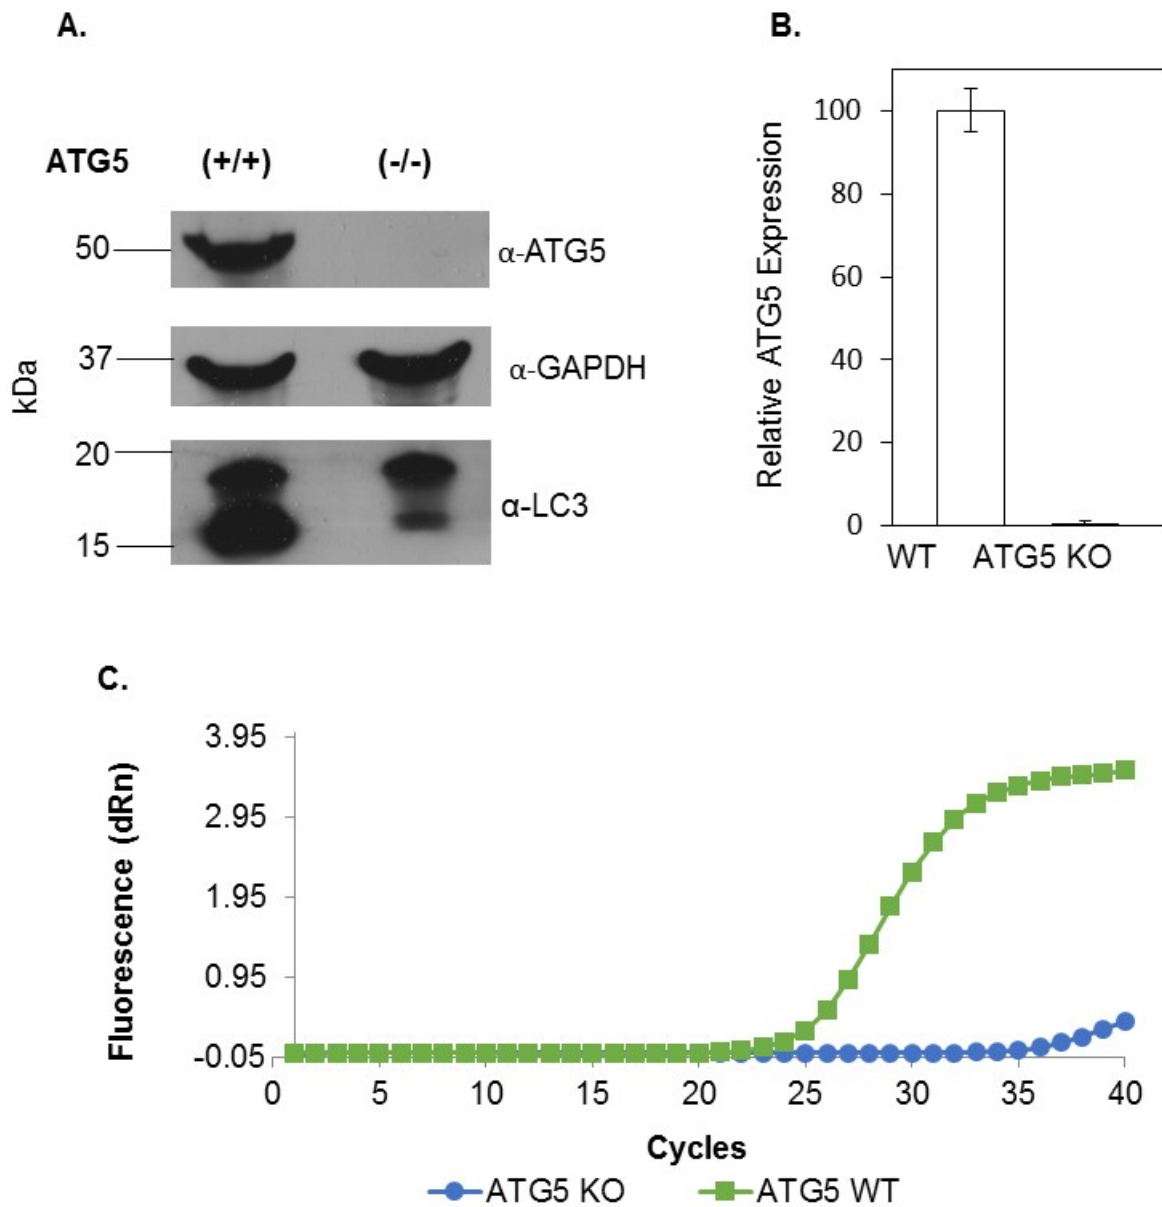 A.
ATG5 (+/+) (-/-)
50 α-ATG5
37 α-GAPDH
kDa
20
α-LC3
15
B.
Relative ATG5 Expression
100
80
60
40
20
0
WT ATG5 KO
C.
Fluorescence (dRn)
3.95
2.95
1.95
0.95
-0.05
0 5 10 15 20 25 30 35 40
Cycles
ATG5 KO ATG5 WT